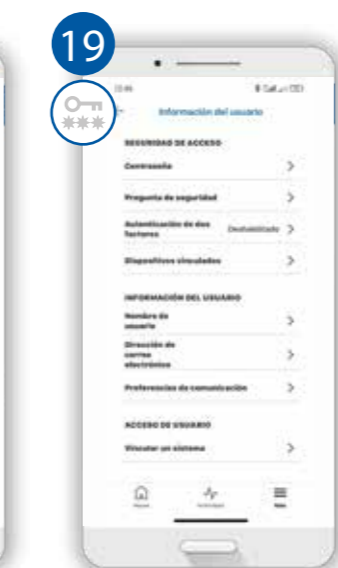 19
Información del usuario
SEGURIDAD DE ACCESO
Contraseña
Pregunta de seguridad
Autenticación de dos
factores
Deshabilitado
Dispositivos vinculados
INFORMACIÓN DEL USUARIO
Nombre de
usuario
Dirección de
correo
electrónico
Preferencias de comunicación
ACCESO DE USUARIO
Vincular un sistema